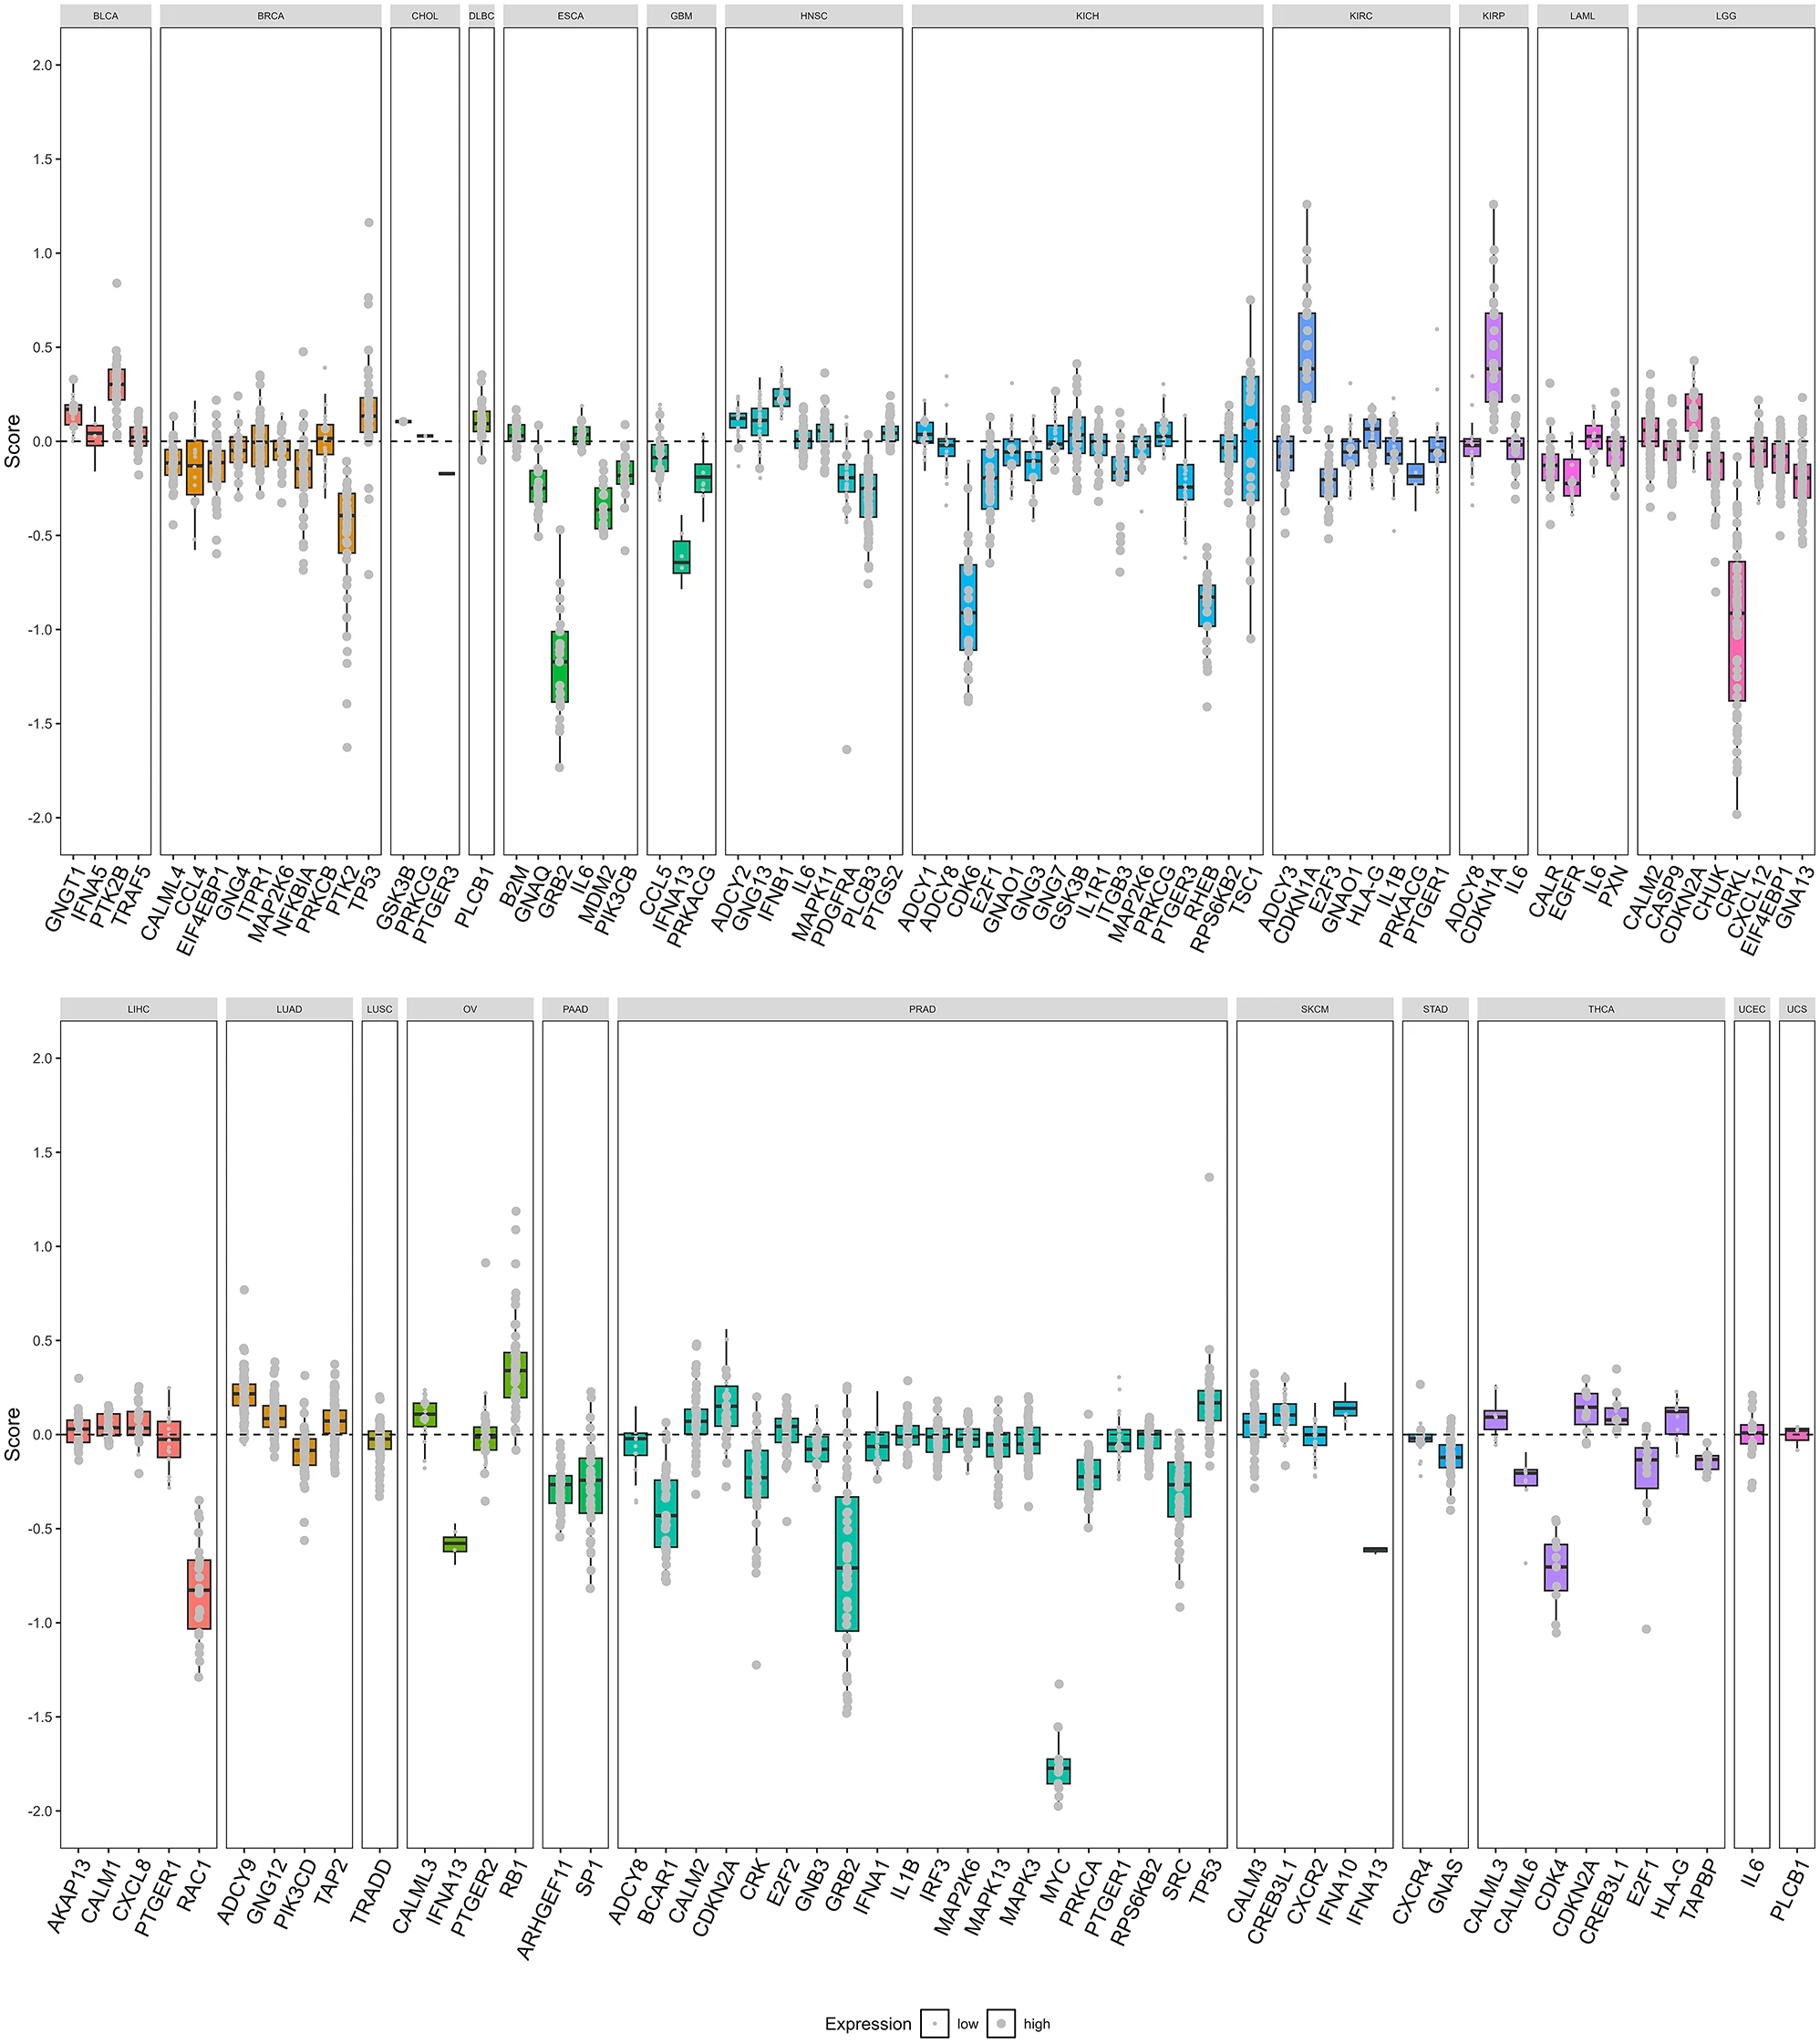 BLCA BRCA CHOL DLBC ESCA GBM HNSC KICH KIRC KIRP LAML LGG
2.0
1.5
1.0
0.5
0.0
-0.5
-1.0
-1.5
-2.0
Score
GNGT1 IFNA5 PTK2B TRAF5 CALML4 CCL4 EIF4EBP1 GNG4 ITPR1 MAP2K6 NFKBIA PRKCB PTK2 TP53 GSK3B PRKCG PTGER3 PLCB1 B2M GNAQ GRB2 IL6 MDM2 PIK3CB CCL5 IFNA13 PRKACG ADCY2 GNG13 IFNB1 IL6 MAPK11 PDGFRA PLCB3 PTGS2 ADCY1 ADCY8 CDK6 E2F1 GNAO1 GNG3 GNG7 GSK3B IL1R1 ITGB3 MAP2K6 PRKCG PTGER3 RHEB RPS6KB2 TSC1 ADCY3 CDKN1A E2F3 GNAO1 HLA-G IL1B PRKACG PTGER1 ADCY8 CDKN1A IL6 CALR EGFR IL6 PXN CALM2 CASP9 CDKN2A CHUK CRKL CXCL12 EIF4EBP1 GNA13
LIHC LUAD LUSC OV PAAD PRAD SKCM STAD THCA UCEC UCS
2.0
1.5
1.0
0.5
0.0
-0.5
-1.0
-1.5
-2.0
Score
AKAP13 CALM1 CXCL8 PTGER1 RAC1 ADCY9 GNG12 PIK3CD TAP2 TRADD CALML3 IFNA13 PTGER2 RB1 ARHGEF11 SP1 ADCY8 BCAR1 CALM2 CDKN2A CRK E2F2 GNB3 GRB2 IFNA1 IL1B IRF3 MAP2K6 MAPK13 MAPK3 MYC PRKCA PTGER1 RPS6KB2 SRC TP53 CALM3 CREB3L1 CXCR2 IFNA10 IFNA13 CXCR4 GNAS CALML3 CALML6 CDK4 CDKN2A CREB3L1 E2F1 HLA-G TAPBP IL6 PLCB1
Expression low high